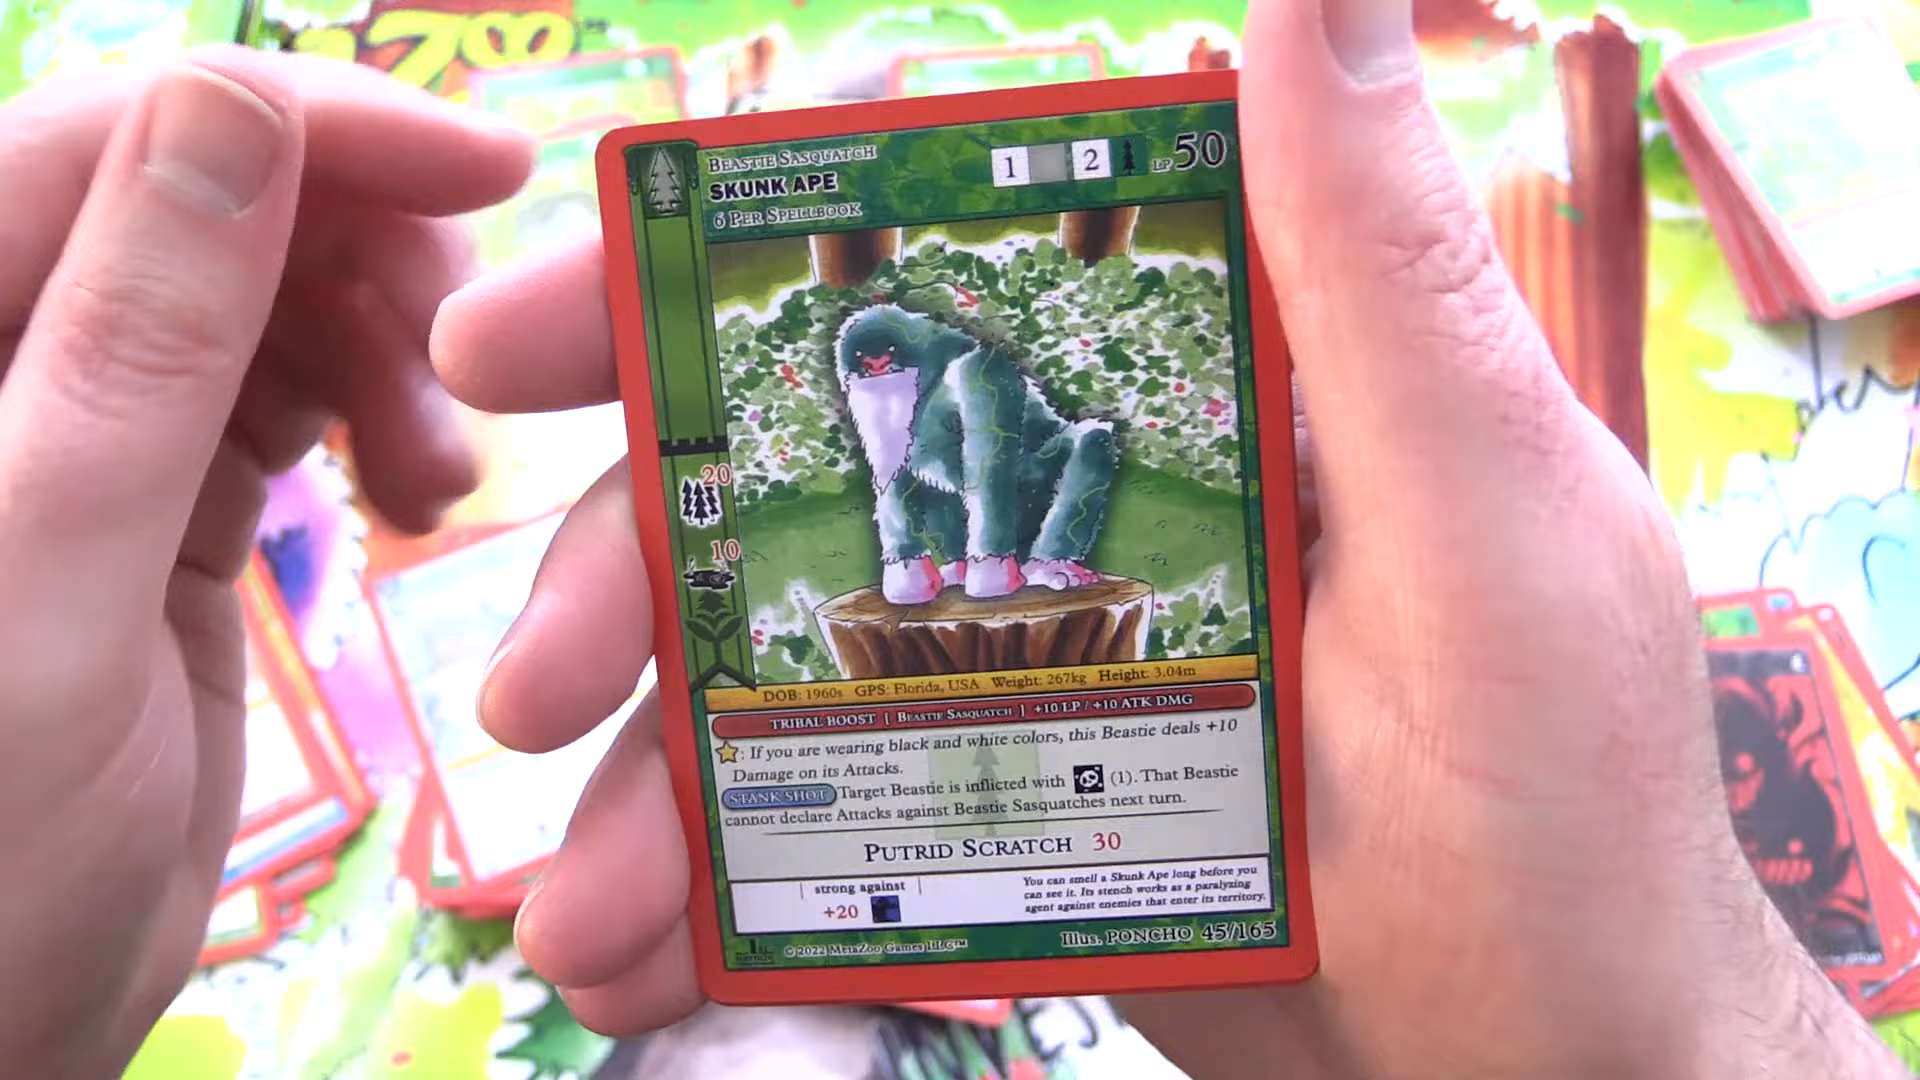 BEASTIE SASQUATCH
SKUNK APE
6 PER SPELLBOOK
1 2 LP 50
20
10
DOB: 1960s GPS: Florida, USA Weight: 267kg Height: 3.04m
TRIBAL BOOST [ BEASTIE SASQUATCH ] +10 LP / +10 ATK DMG
: If you are wearing black and white colors, this Beastie deals +10
Damage on its Attacks.
STANK SHOT Target Beastie is inflicted with (1). That Beastie
cannot declare Attacks against Beastie Sasquatches next turn.
PUTRID SCRATCH 30
strong against
+20
You can smell a Skunk Ape long before you
can see it. Its stench works as a paralyzing
agent against enemies that enter its territory.
1st EDITION © 2022 MetaZoo Games LLC™ Illus. PONCHO 45/165